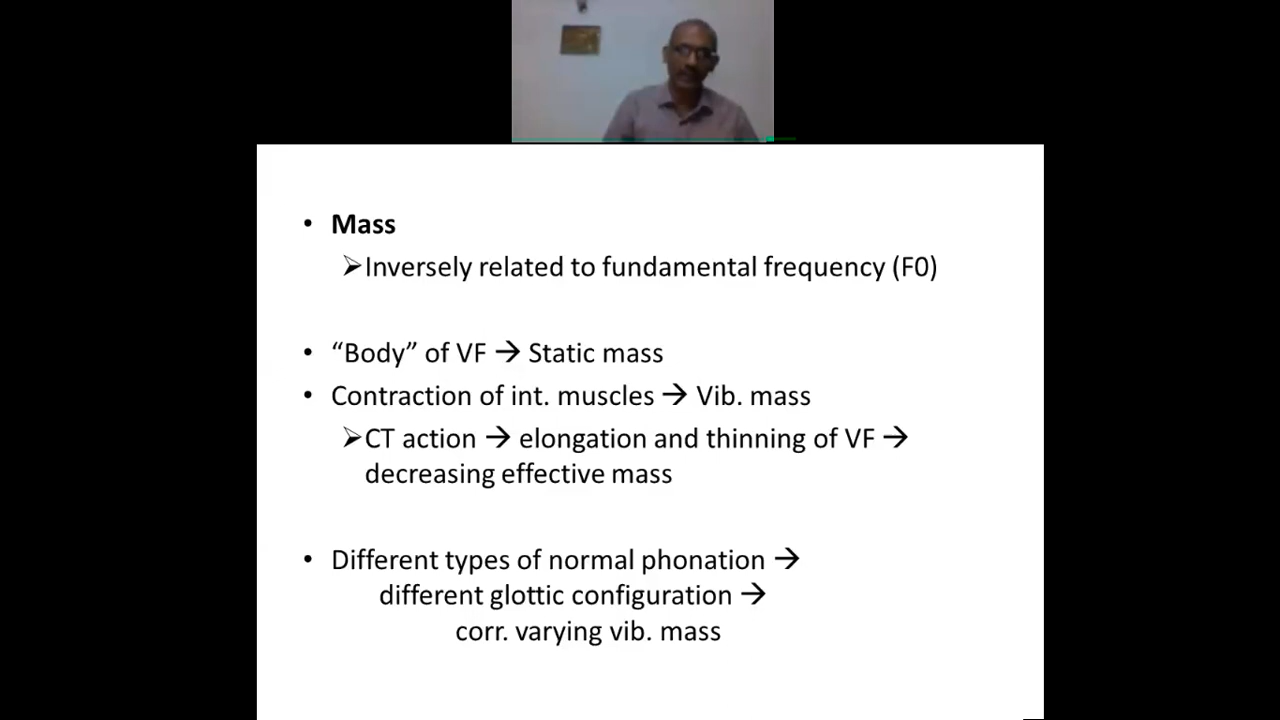 • Mass
➢Inversely related to fundamental frequency (F0)
• “Body” of VF → Static mass
• Contraction of int. muscles → Vib. mass
➢CT action → elongation and thinning of VF →
decreasing effective mass
• Different types of normal phonation →
different glottic configuration →
corr. varying vib. mass